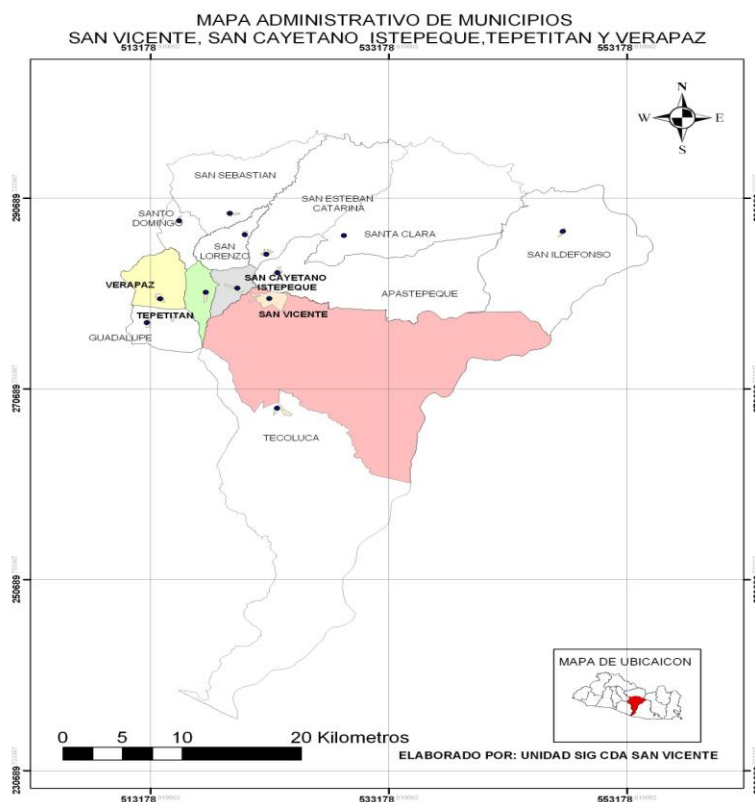 MAPA ADMINISTRATIVO DE MUNICIPIOS
SAN VICENTE, SAN CAYETANO ISTEPEQUE,TEPETITAN Y VERAPAZ
513178
533178
553178
N
W
E
S
290689
SAN SEBASTIAN
SAN ESTEBAN
CATARINA
SANTO
DOMINGO
SANTA CLARA
SAN
LORENZO
SAN ILDEFONSO
VERAPAZ
SAN CAYETANO
ISTEPEQUE
APASTEPEQUE
TEPETITAN
SAN VICENTE
GUADALUPE
270689
TECOLUCA
250689
MAPA DE UBICAICON
0 5 10 20 Kilometros
ELABORADO POR: UNIDAD SIG CDA SAN VICENTE
230689
513178
533178
553178